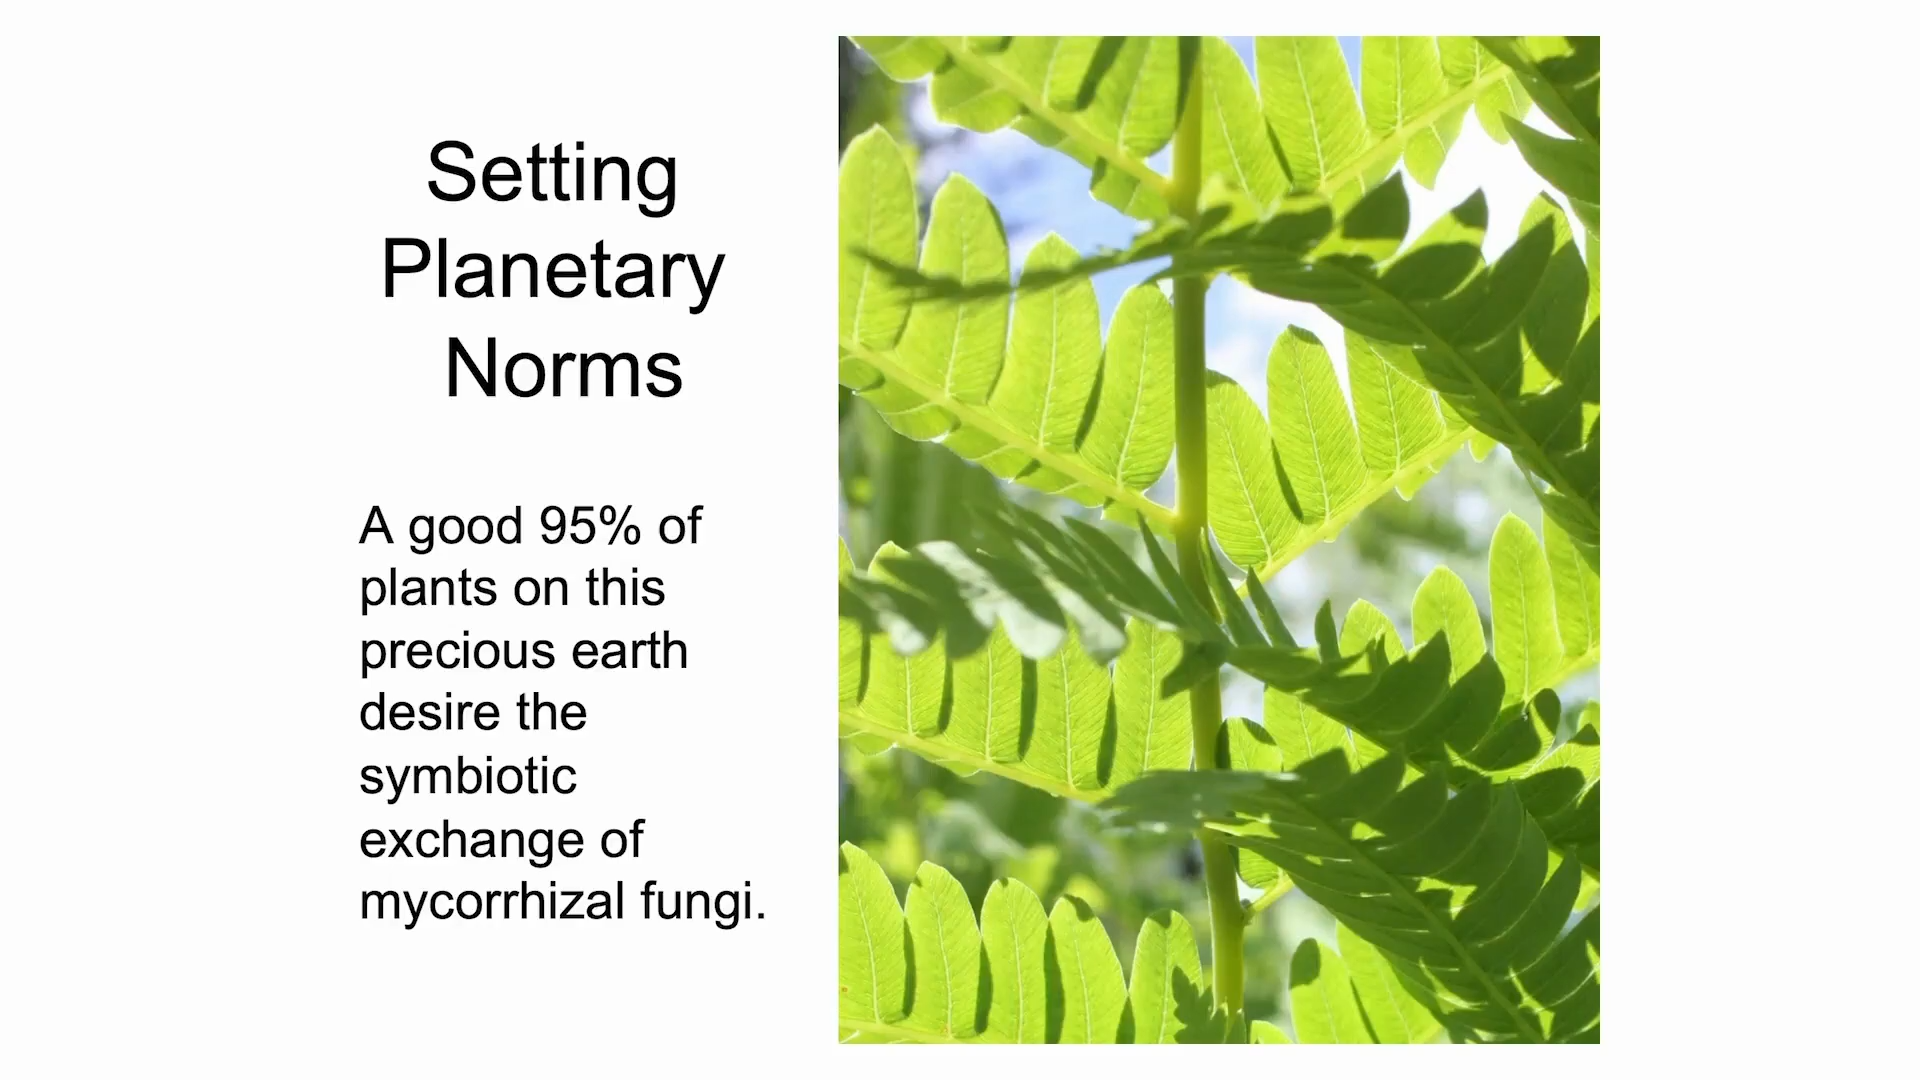 Setting
Planetary
Norms
A good 95% of
plants on this
precious earth
desire the
symbiotic
exchange of
mycorrhizal fungi.